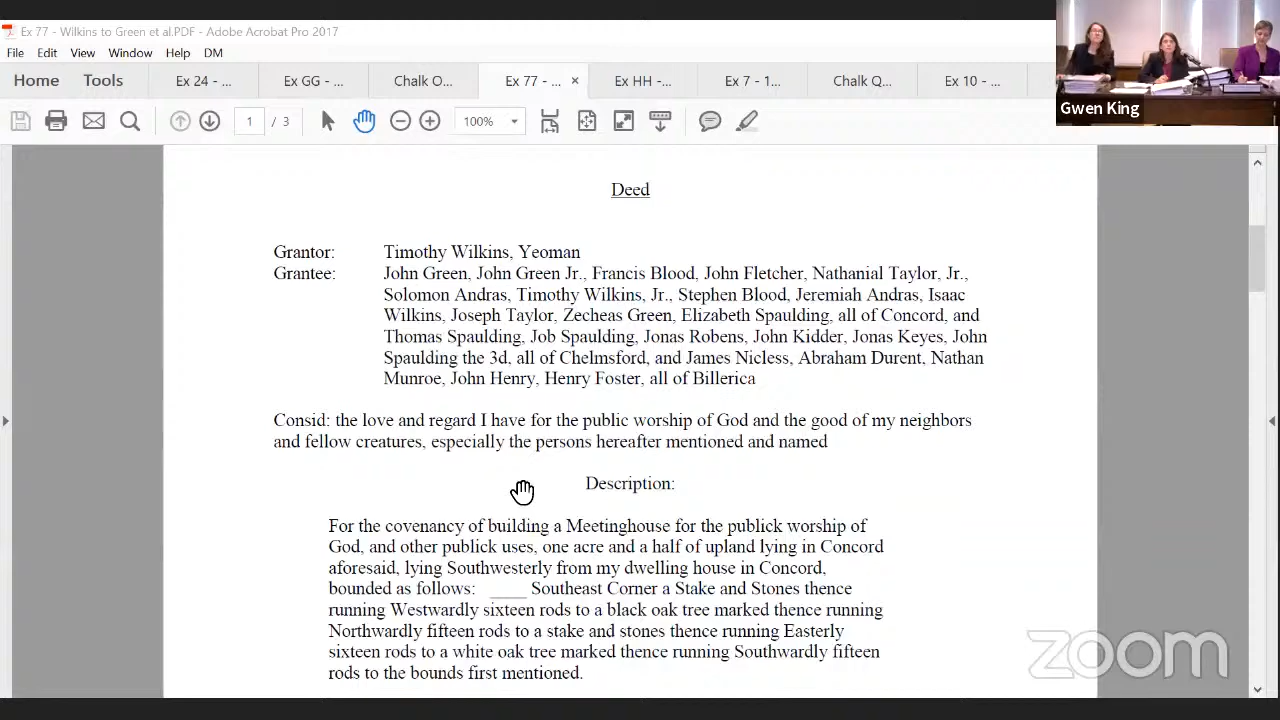 Ex 77 - Wilkins to Green et al.PDF - Adobe Acrobat Pro 2017
File Edit View Window Help DM
Home Tools Ex 24 - ... Ex GG - ... Chalk O... Ex 77 - ... × Ex HH -... Ex 7 - 1... Chalk Q... Ex 10 - ...
1 / 3 100%
Gwen King
Deed
Grantor: Timothy Wilkins, Yeoman
Grantee: John Green, John Green Jr., Francis Blood, John Fletcher, Nathanial Taylor, Jr.,
Solomon Andras, Timothy Wilkins, Jr., Stephen Blood, Jeremiah Andras, Isaac
Wilkins, Joseph Taylor, Zecheas Green, Elizabeth Spaulding, all of Concord, and
Thomas Spaulding, Job Spaulding, Jonas Robens, John Kidder, Jonas Keyes, John
Spaulding the 3d, all of Chelmsford, and James Nicless, Abraham Durent, Nathan
Munroe, John Henry, Henry Foster, all of Billerica
Consid: the love and regard I have for the public worship of God and the good of my neighbors
and fellow creatures, especially the persons hereafter mentioned and named
Description:
For the covenancy of building a Meetinghouse for the publick worship of
God, and other publick uses, one acre and a half of upland lying in Concord
aforesaid, lying Southwesterly from my dwelling house in Concord,
bounded as follows: ____ Southeast Corner a Stake and Stones thence
running Westwardly sixteen rods to a black oak tree marked thence running
Northwardly fifteen rods to a stake and stones thence running Easterly
sixteen rods to a white oak tree marked thence running Southwardly fifteen
rods to the bounds first mentioned.
zoom